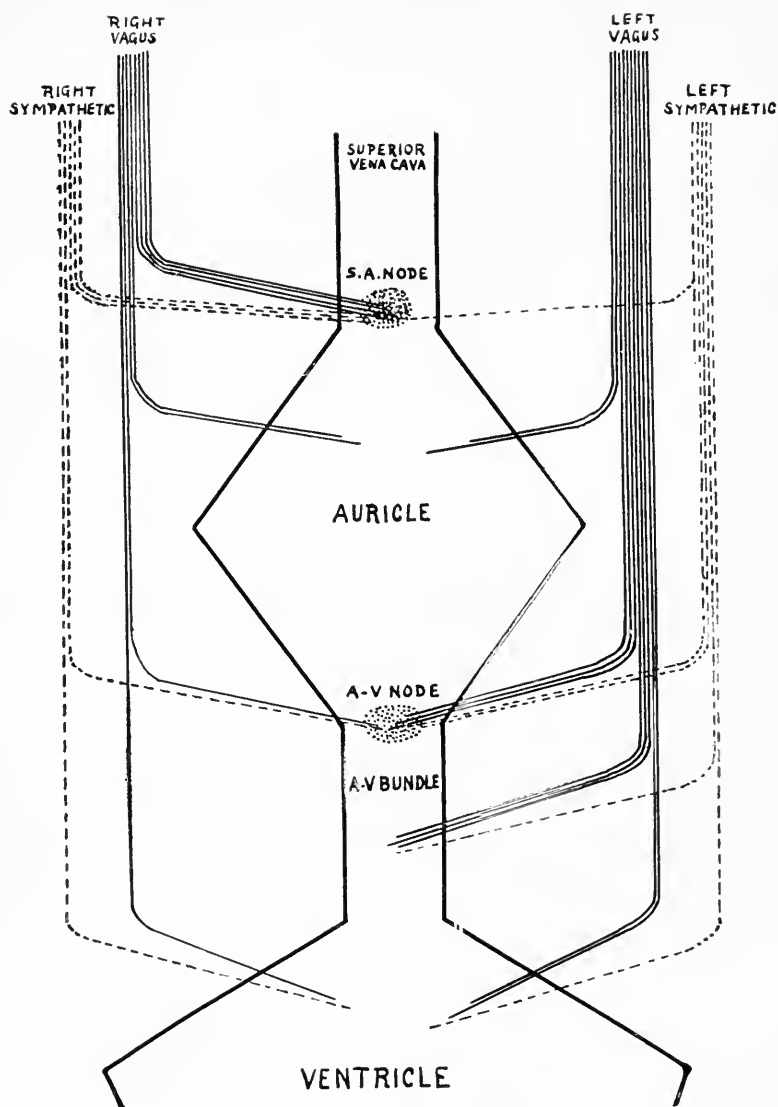 RIGHT
VAGUS
LEFT
VAGUS
RIGHT
SYMPATHETIC
LEFT
SYMPATHETIC
SUPERIOR
VENA CAVA
S.A. NODE
AURICLE
A-V NODE
A-V BUNDLE
VENTRICLE